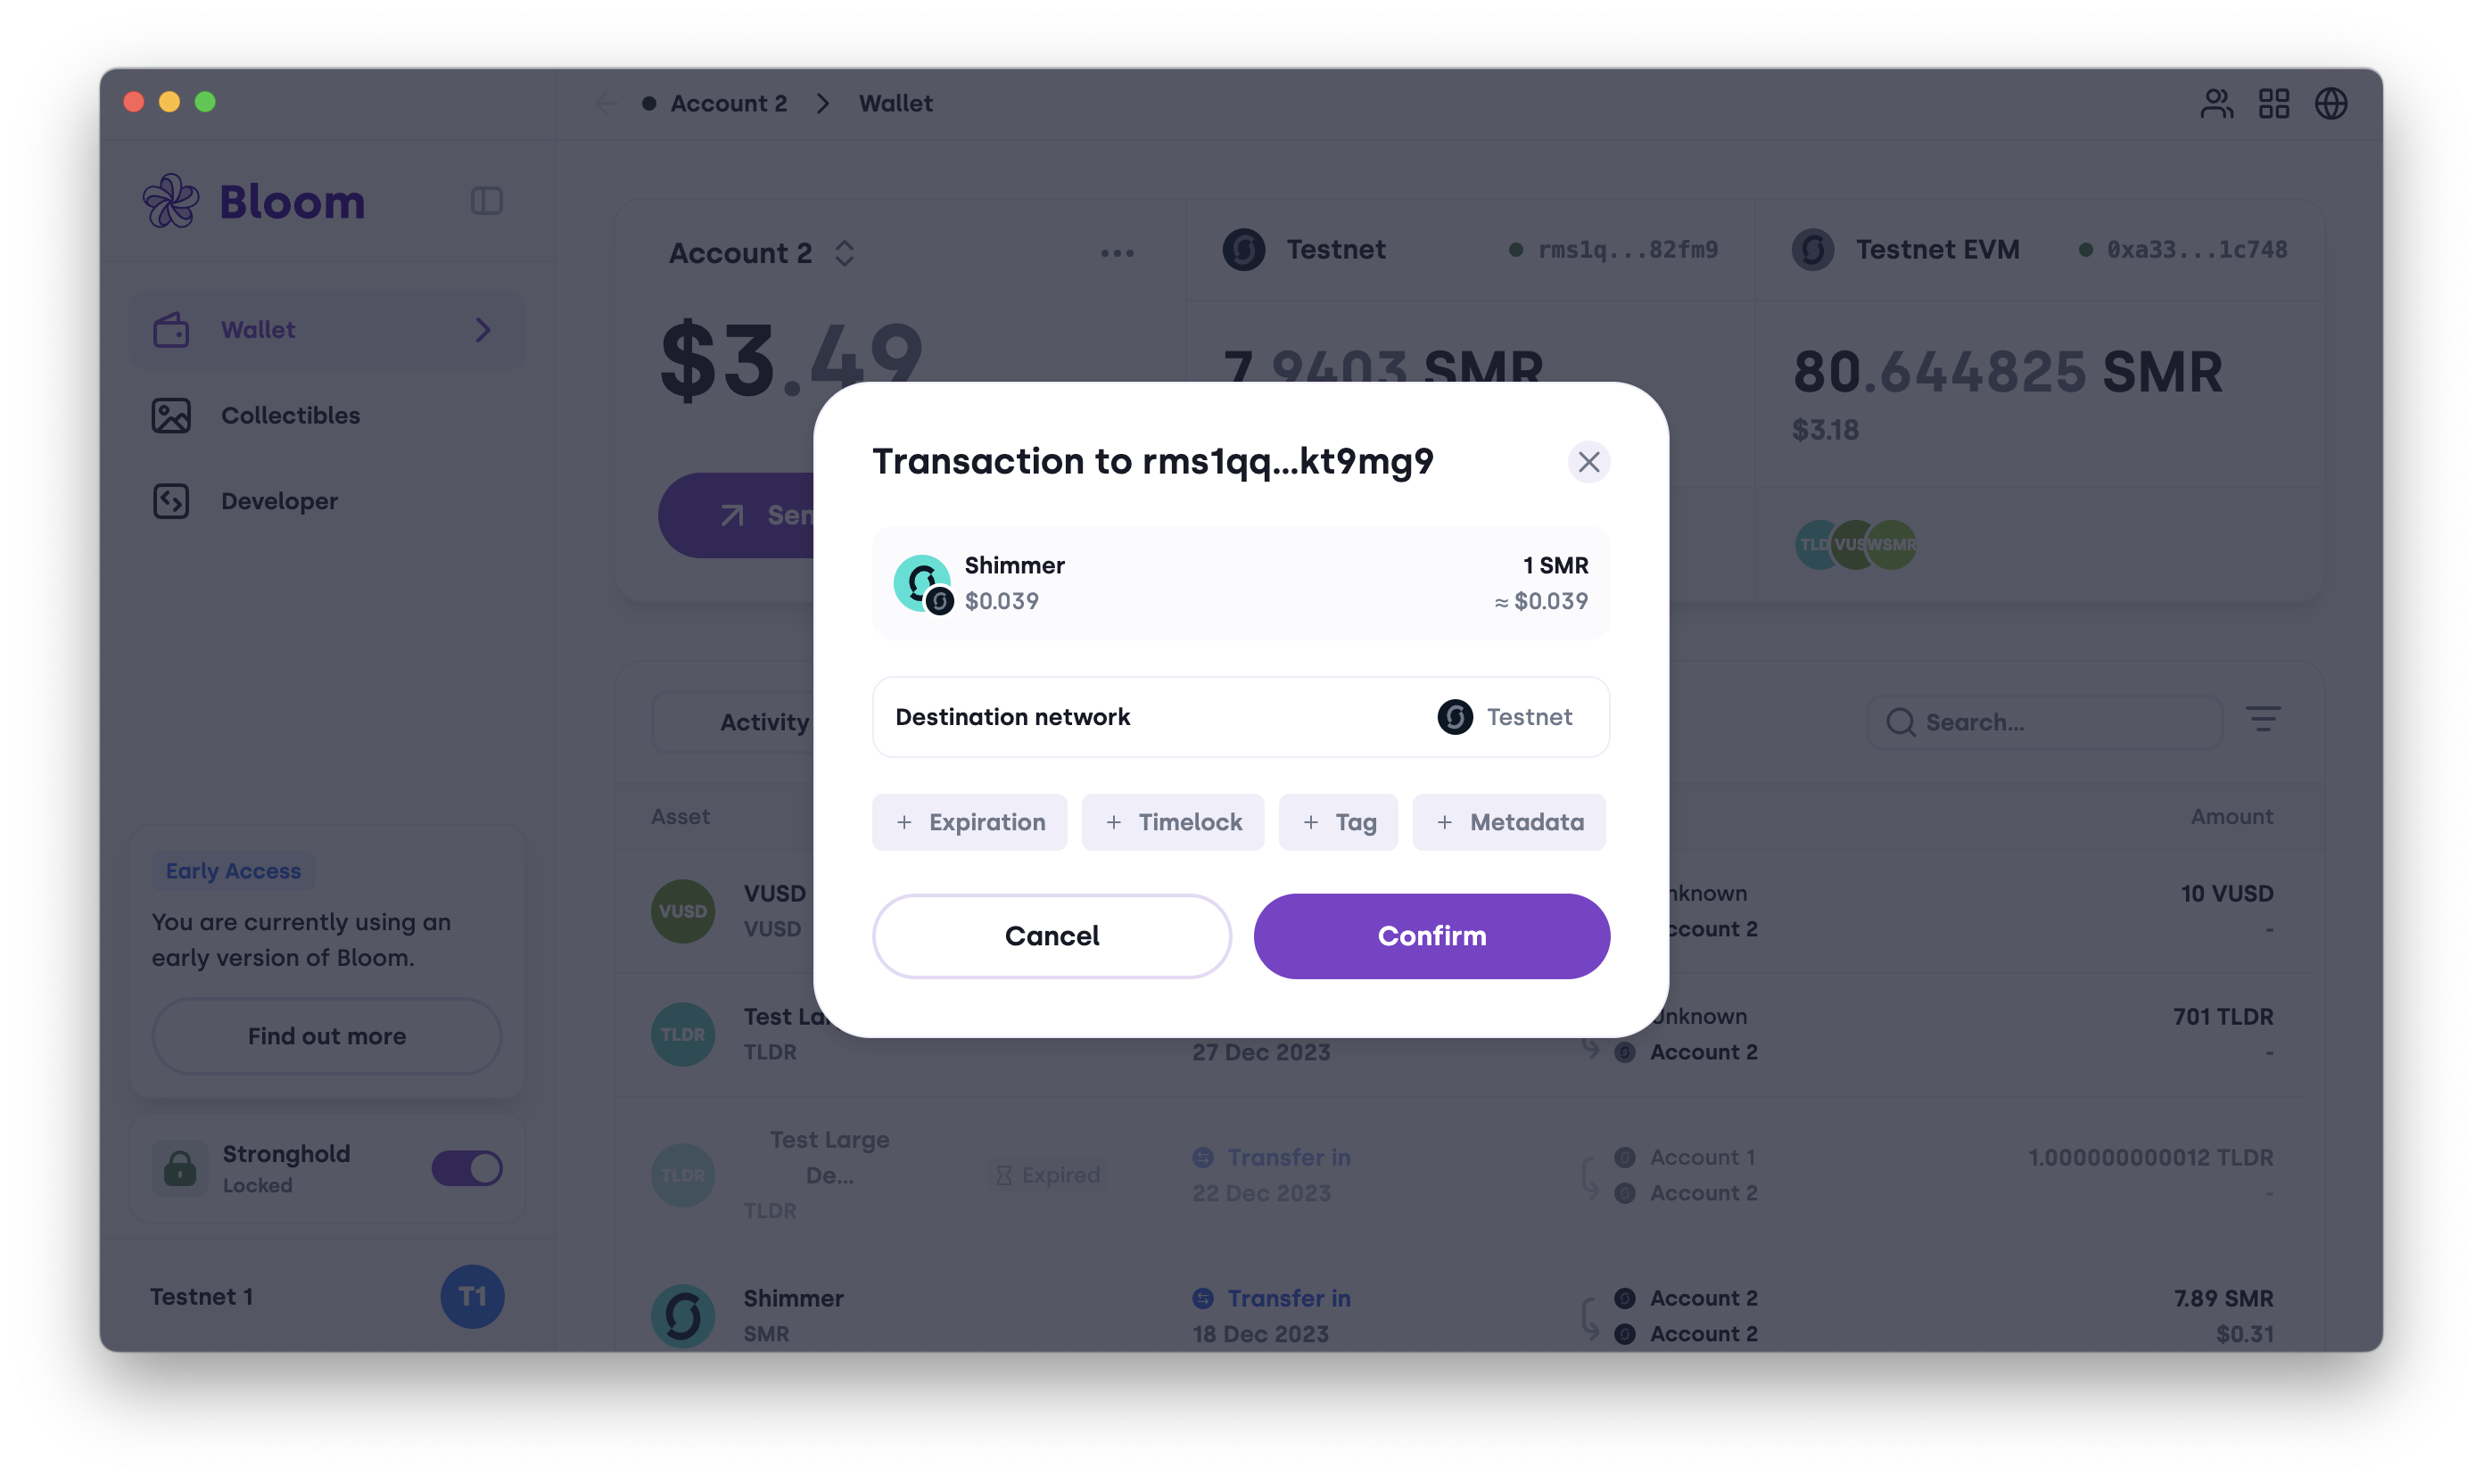 Account 2 > Wallet
Bloom
Wallet
Collectibles
Developer
Early Access
You are currently using an
early version of Bloom.
Find out more
Stronghold
Locked
Testnet 1
T1
Account 2
$3.49
Testnet
rms1q...82fm9
7.9403 SMR
Testnet EVM
0xa33...1c748
80.644825 SMR
$3.18
TLD
VUS
WSMR
Transaction to rms1qq...kt9mg9
Shimmer
1 SMR
$0.039
≈ $0.039
Destination network
Testnet
+ Expiration
+ Timelock
+ Tag
+ Metadata
Cancel
Confirm
Activity
Search...
Asset
Amount
VUSD
VUSD
VUSD
Account 2
10 VUSD
-
TLDR
TLDR
27 Dec 2023
Unknown
Account 2
701 TLDR
-
TLDR
Test Large
De...
TLDR
Expired
Transfer in
22 Dec 2023
Account 1
Account 2
1.000000000012 TLDR
-
Shimmer
SMR
Transfer in
18 Dec 2023
Account 2
Account 2
7.89 SMR
$0.31